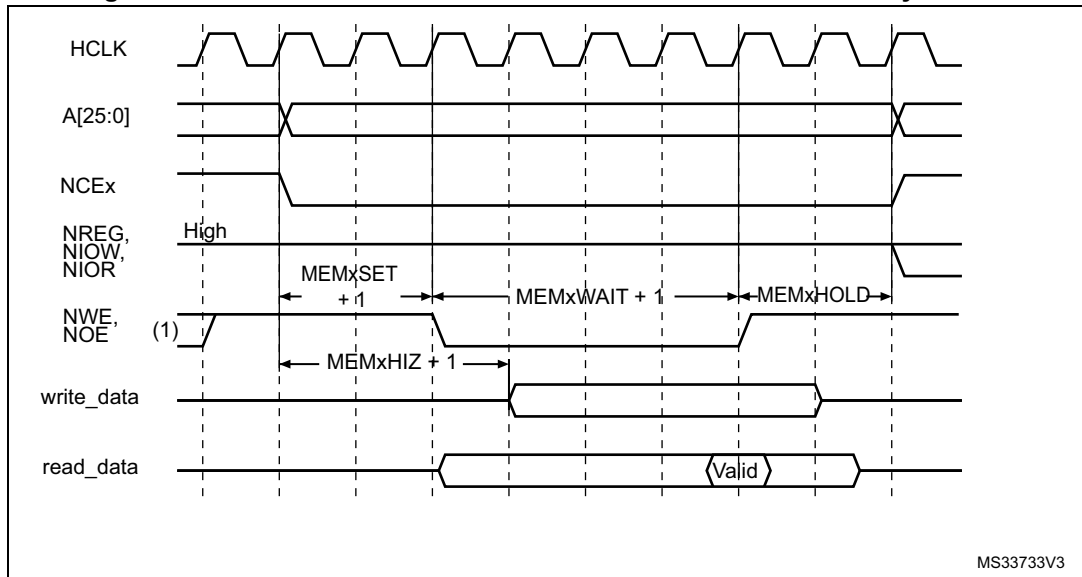 HCLK
A[25:0]
NCEx
NREG,
NIOW,
NIOR
High
MEMxSET
+ 1
MEMxWAIT + 1
MEMxHOLD
NWE,
NOE
(1)
MEMxHIZ + 1
write_data
read_data
Valid
MS33733V3